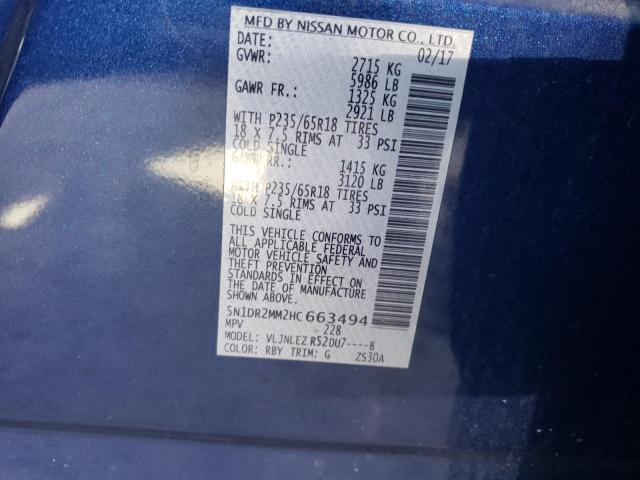 MFD BY NISSAN MOTOR CO., LTD.
DATE: 02/17
GVWR: 2715 KG
5986 LB
GAWR FR.: 1325 KG
2921 LB
WITH P235/65R18 TIRES
18 X 7.5 RIMS AT 33 PSI
COLD SINGLE
GAWR RR.: 1415 KG
3120 LB
WITH P235/65R18 TIRES
18 X 7.5 RIMS AT 33 PSI
COLD SINGLE
THIS VEHICLE CONFORMS TO
ALL APPLICABLE FEDERAL
MOTOR VEHICLE SAFETY AND
THEFT PREVENTION
STANDARDS IN EFFECT ON
THE DATE OF MANUFACTURE
SHOWN ABOVE.
5N1DR2MM2HC663494
MPV 228
MODEL: VLJNLEZ R52DU7----B
COLOR: RBY TRIM: G ZS30A